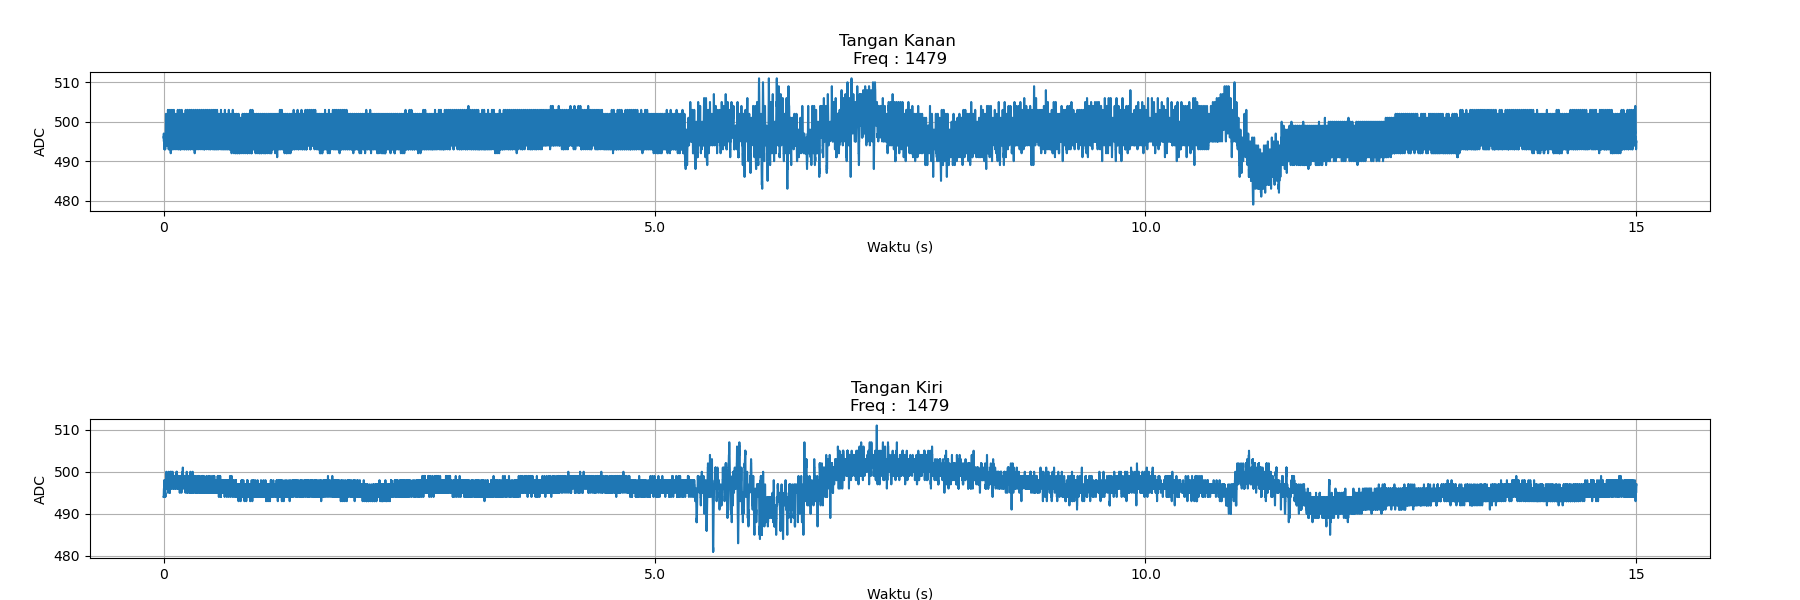 Tangan Kanan
Freq : 1479
510
500
490
480
ADC
0 5.0 10.0 15
Waktu (s)
Tangan Kiri
Freq :  1479
510
500
490
480
ADC
0 5.0 10.0 15
Waktu (s)